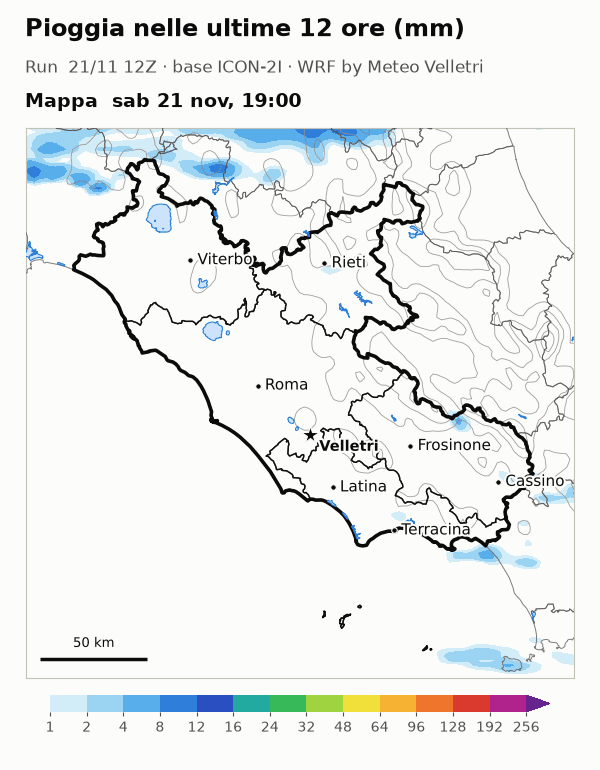 Pioggia nelle ultime 12 ore (mm)
Run  21/11 12Z · base ICON-2I · WRF by Meteo Velletri
Mappa  sab 21 nov, 19:00
Viterbo
Rieti
Roma
Velletri
Frosinone
Latina
Cassino
Terracina
50 km
1 2 4 8 12 16 24 32 48 64 96 128 192 256